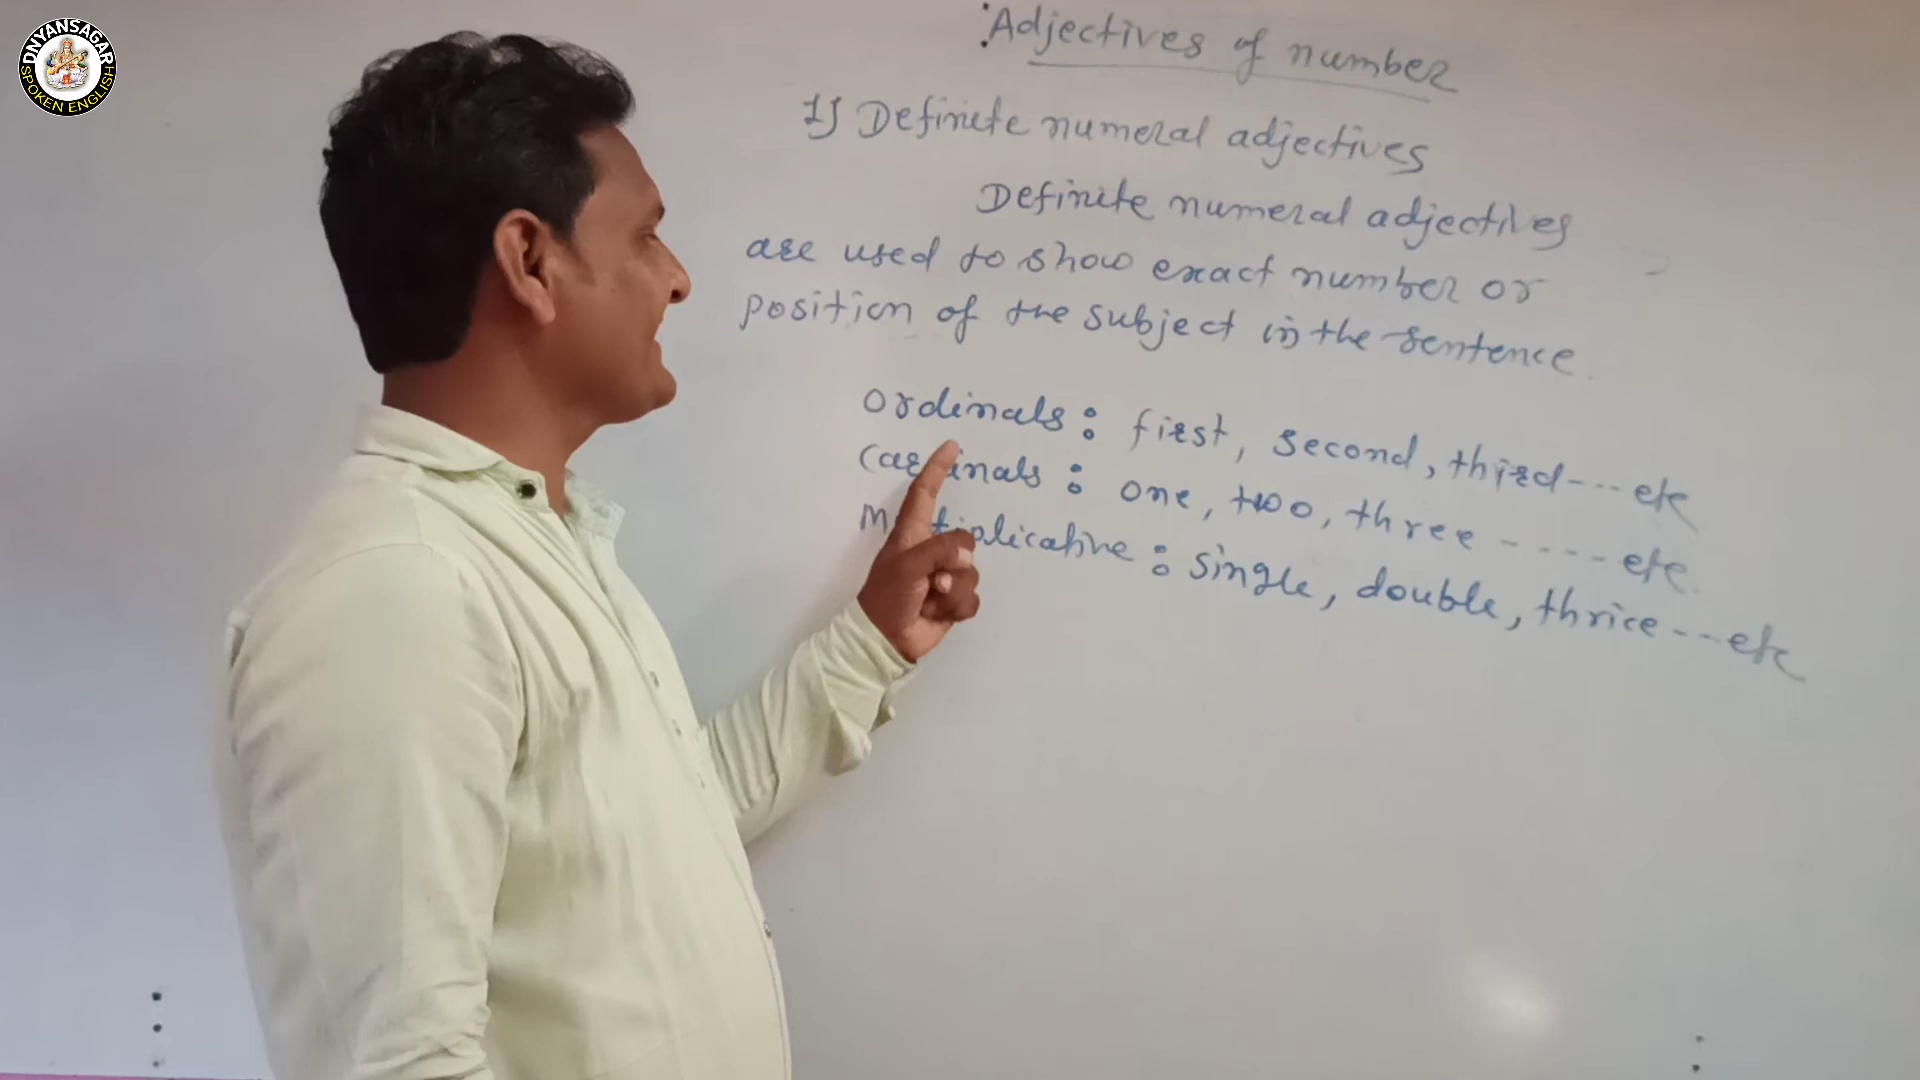 DNYANSAGAR
SPOKEN ENGLISH
Adjectives of number
1) Definite numeral adjectives
Definite numeral adjectives
are used to show exact number or
position of the subject in the sentence.
Ordinals : first, second, third --- etc
Cardinals : one, two, three ---- etc.
Multiplicative : single, double, thrice --- etc